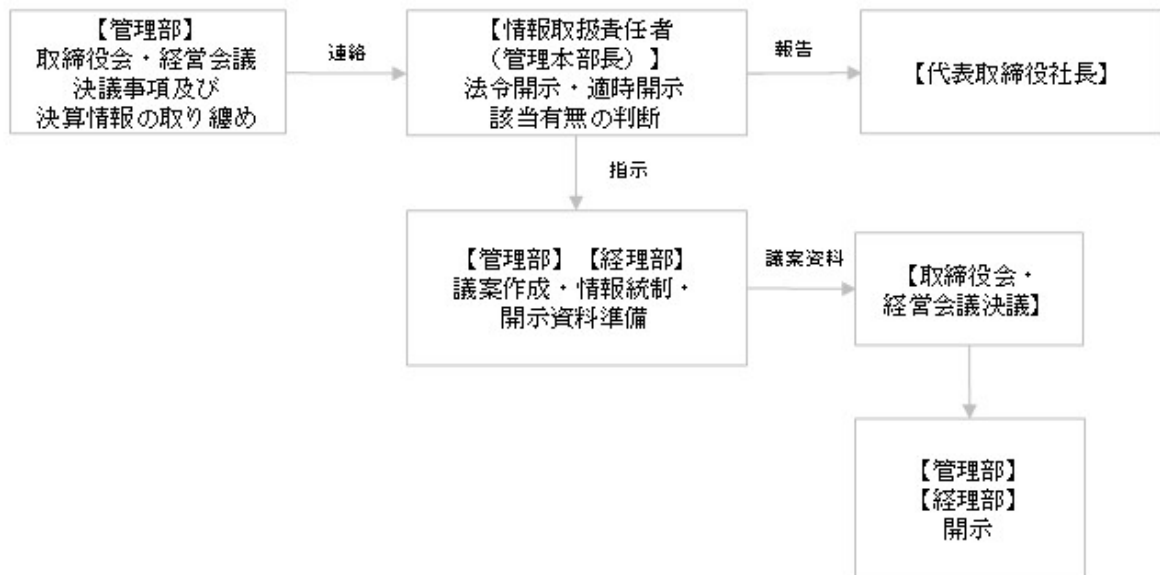 【管理部】
取締役会・経営会議
決議事項及び
決算情報の取り纏め
連絡
【情報取扱責任者
（管理本部長）】
法令開示・適時開示
該当有無の判断
報告
【代表取締役社長】
指示
【管理部】【経理部】
議案作成・情報統制・
開示資料準備
議案資料
【取締役会・
経営会議決議】
【管理部】
【経理部】
開示